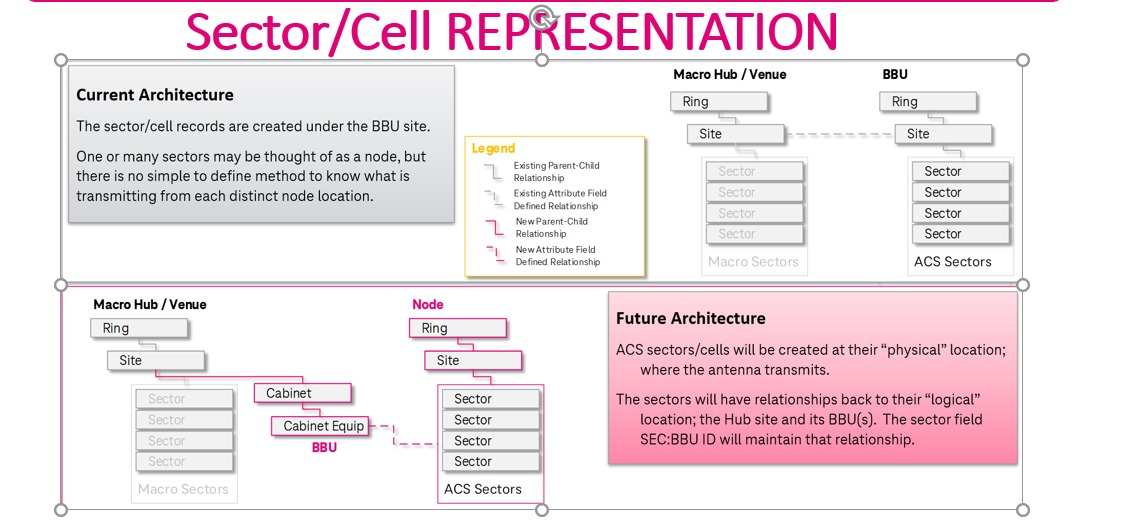 Sector/Cell REPRESENTATION
Current Architecture
The sector/cell records are created under the BBU site.
One or many sectors may be thought of as a node, but
there is no simple to define method to know what is
transmitting from each distinct node location.
Legend
Existing Parent-Child
Relationship
Existing Attribute Field
Defined Relationship
New Parent-Child
Relationship
New Attribute Field
Defined Relationship
Macro Hub / Venue
Ring
Site
Sector
Sector
Sector
Sector
Macro Sectors
BBU
Ring
Site
Sector
Sector
Sector
Sector
ACS Sectors
Macro Hub / Venue
Ring
Site
Sector
Sector
Sector
Sector
Macro Sectors
Cabinet
Cabinet Equip
BBU
Node
Ring
Site
Sector
Sector
Sector
Sector
ACS Sectors
Future Architecture
ACS sectors/cells will be created at their “physical” location;
where the antenna transmits.
The sectors will have relationships back to their “logical”
location; the Hub site and its BBU(s). The sector field
SEC:BBU ID will maintain that relationship.